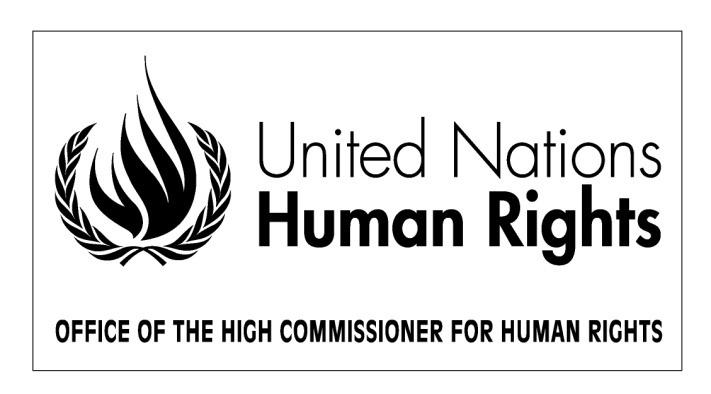 United Nations
Human Rights
OFFICE OF THE HIGH COMMISSIONER FOR HUMAN RIGHTS